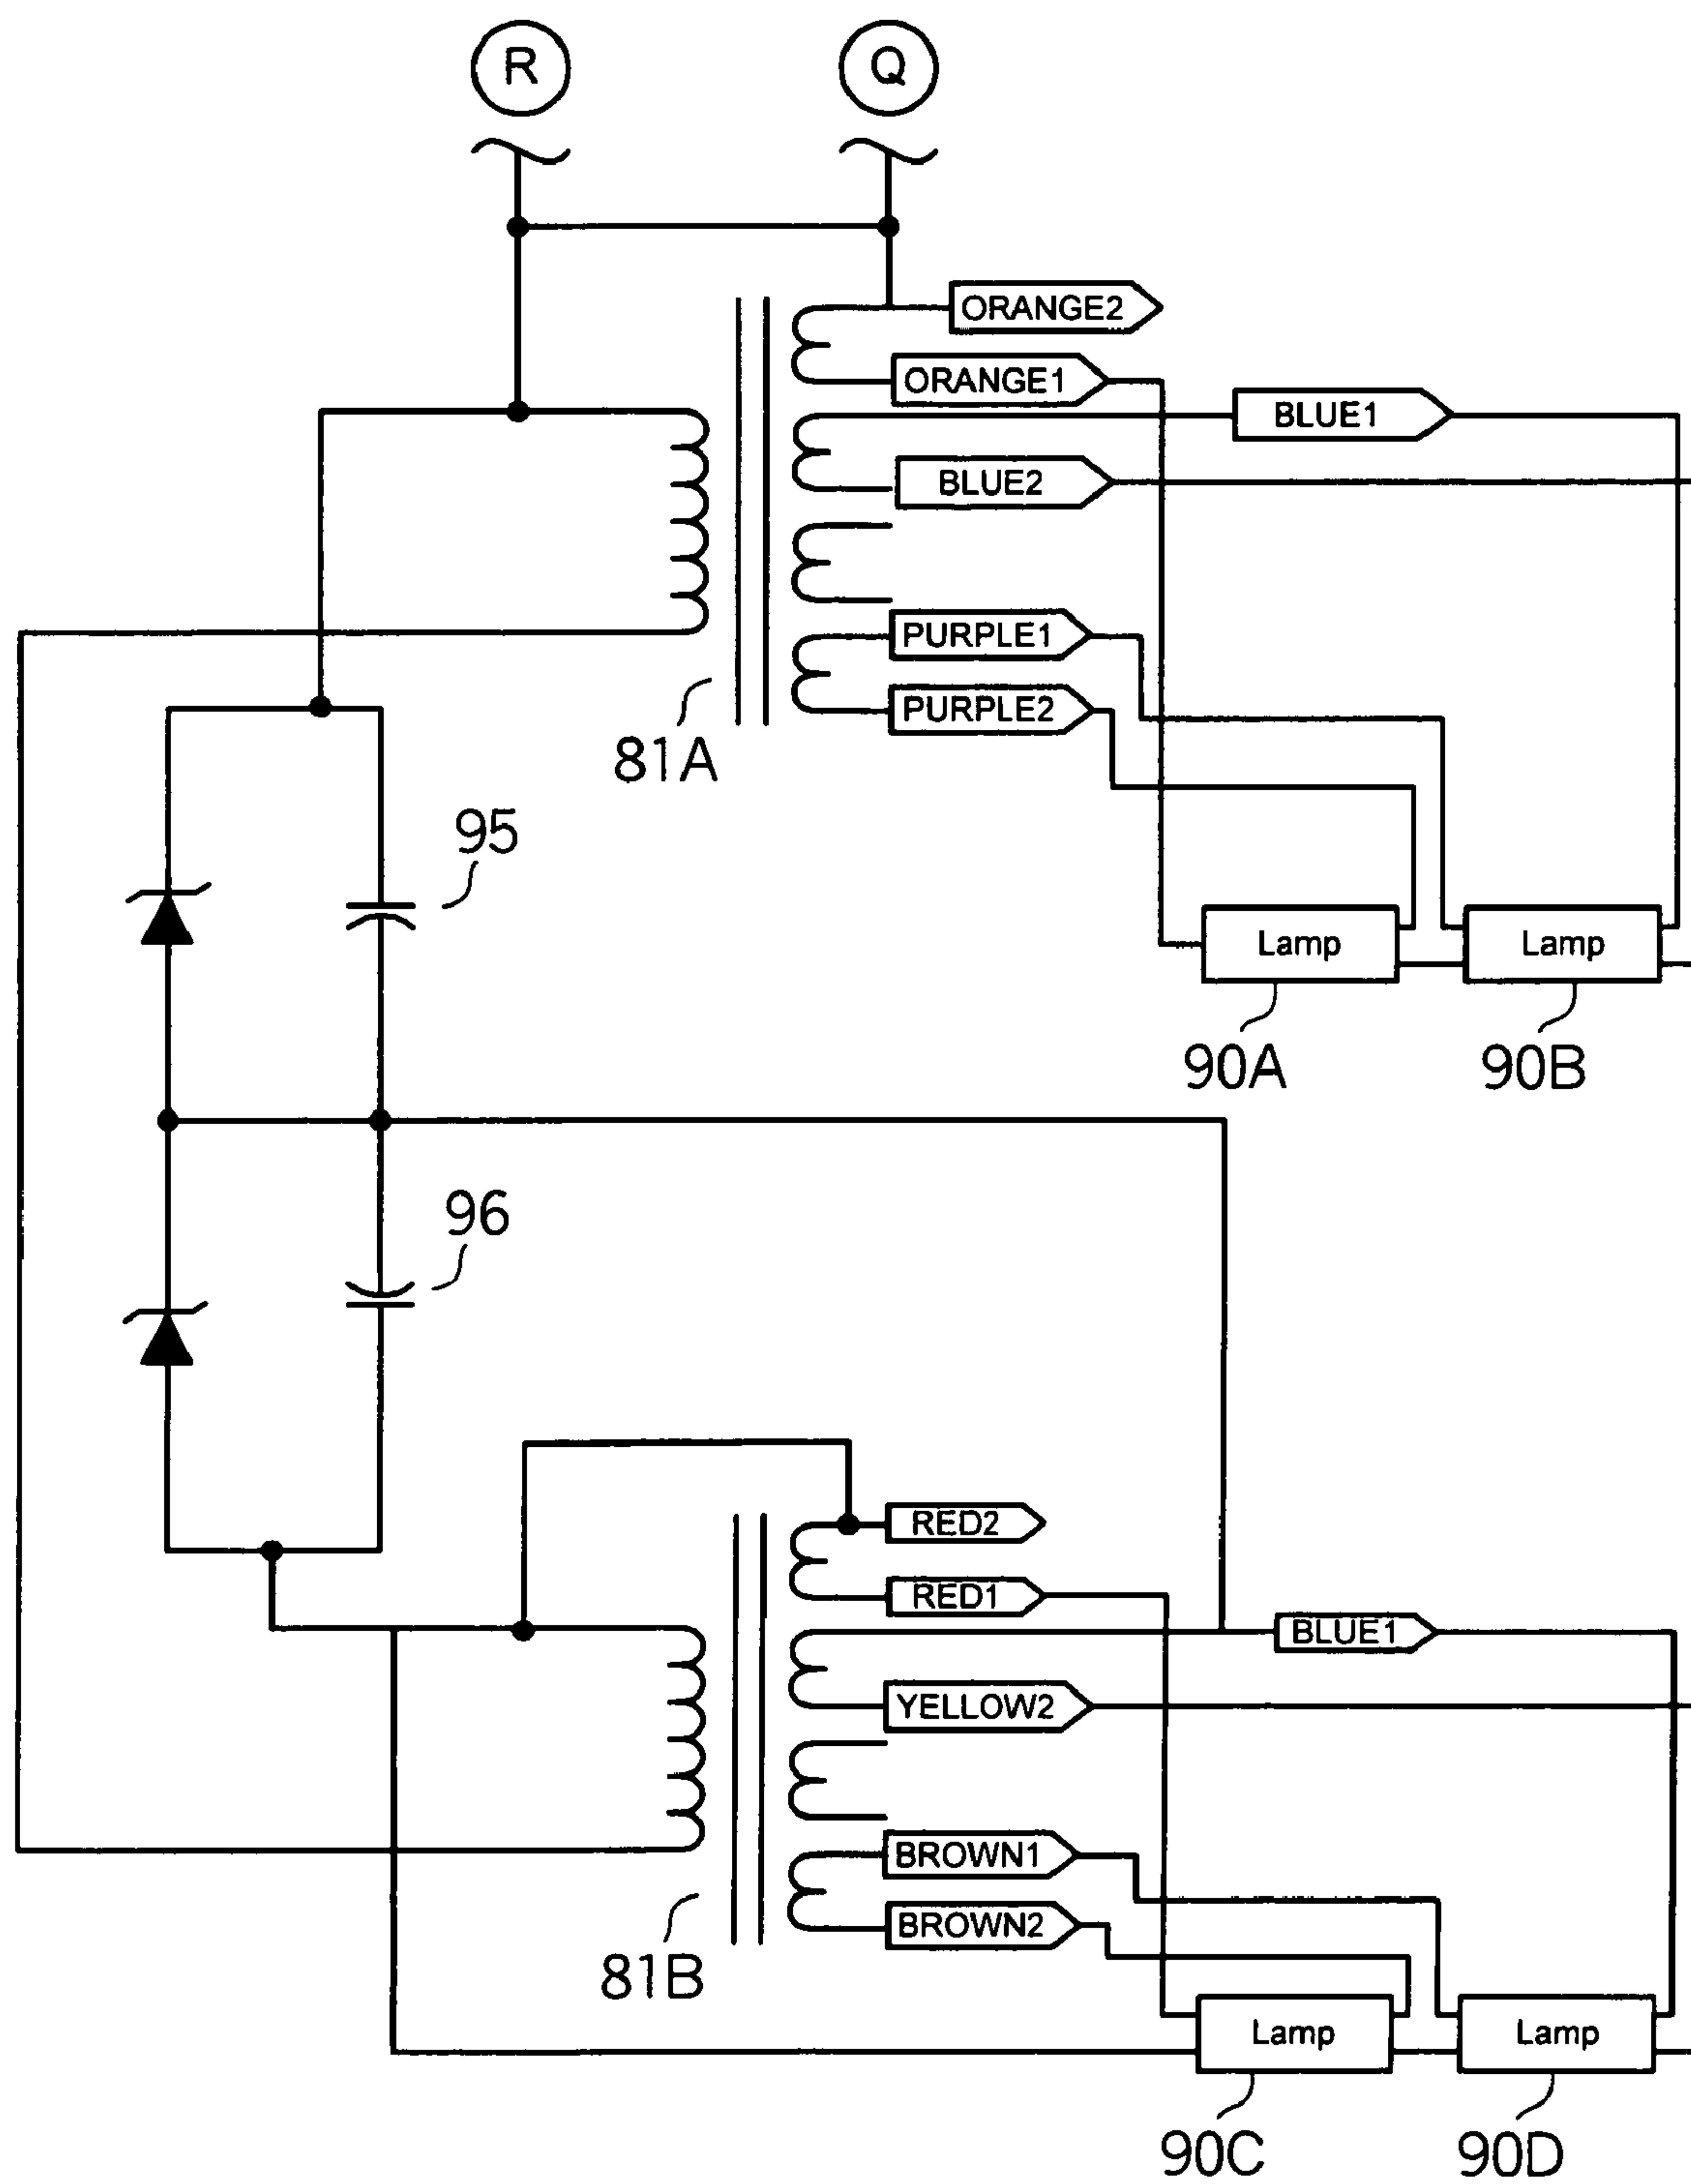 R
Q
ORANGE2
ORANGE1
BLUE1
BLUE2
PURPLE1
PURPLE2
81A
95
Lamp
Lamp
90A
90B
96
RED2
RED1
BLUE1
YELLOW2
BROWN1
BROWN2
81B
Lamp
Lamp
90C
90D